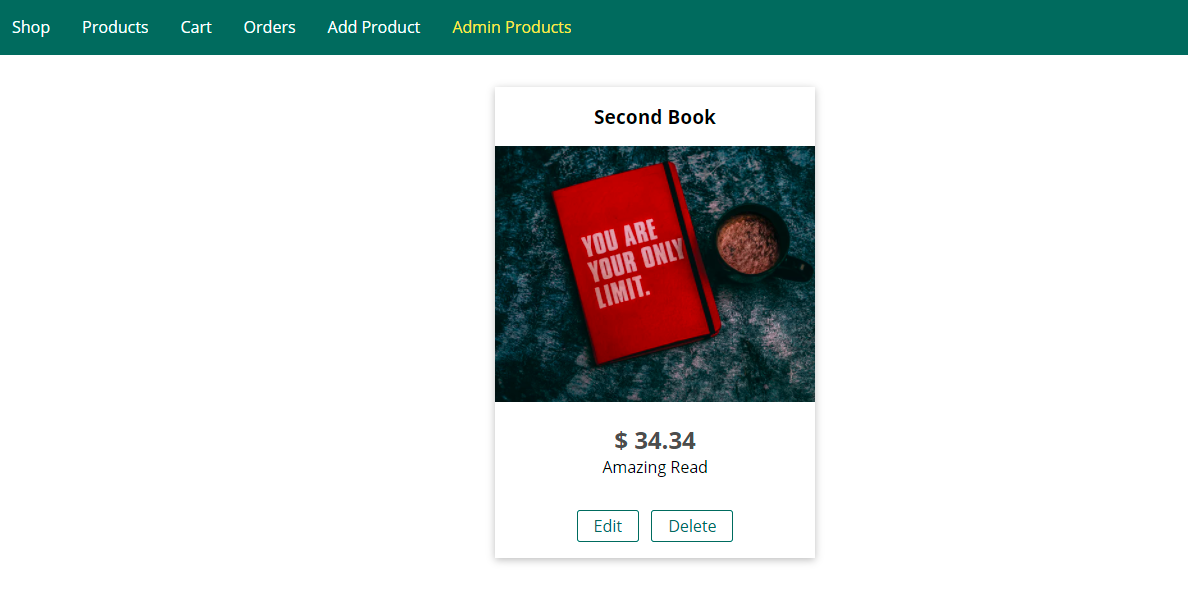 Shop Products Cart Orders Add Product Admin Products
Second Book
YOU ARE
YOUR ONLY
LIMIT.
$ 34.34
Amazing Read
Edit Delete